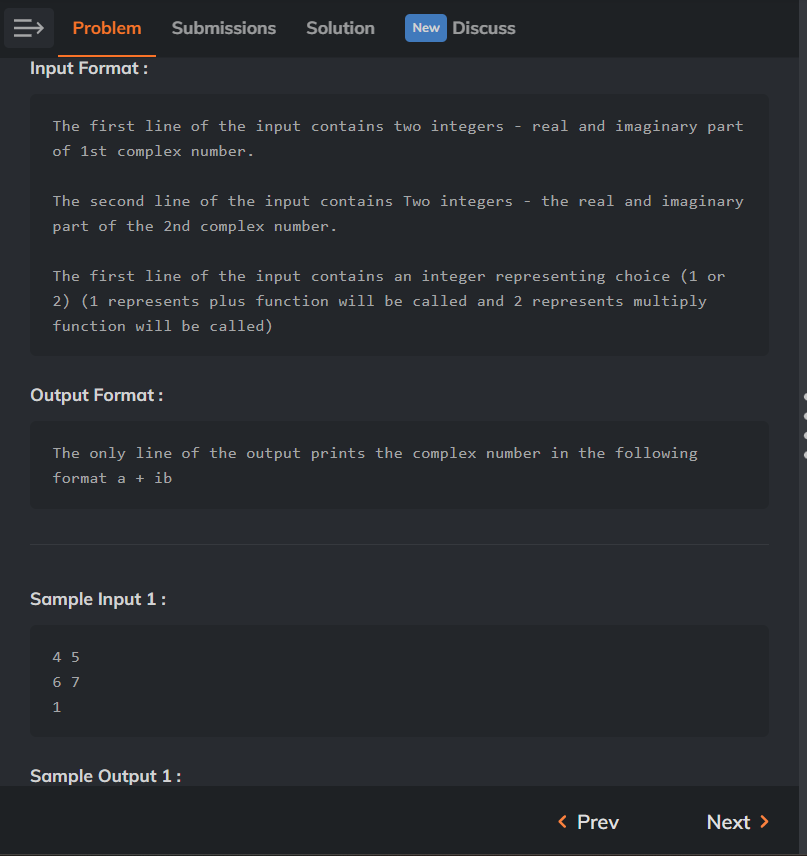 Problem Submissions Solution New Discuss
Input Format :
The first line of the input contains two integers - real and imaginary part
of 1st complex number.
The second line of the input contains Two integers - the real and imaginary
part of the 2nd complex number.
The first line of the input contains an integer representing choice (1 or
2) (1 represents plus function will be called and 2 represents multiply
function will be called)
Output Format :
The only line of the output prints the complex number in the following
format a + ib
Sample Input 1 :
4 5
6 7
1
Sample Output 1 :
Prev Next